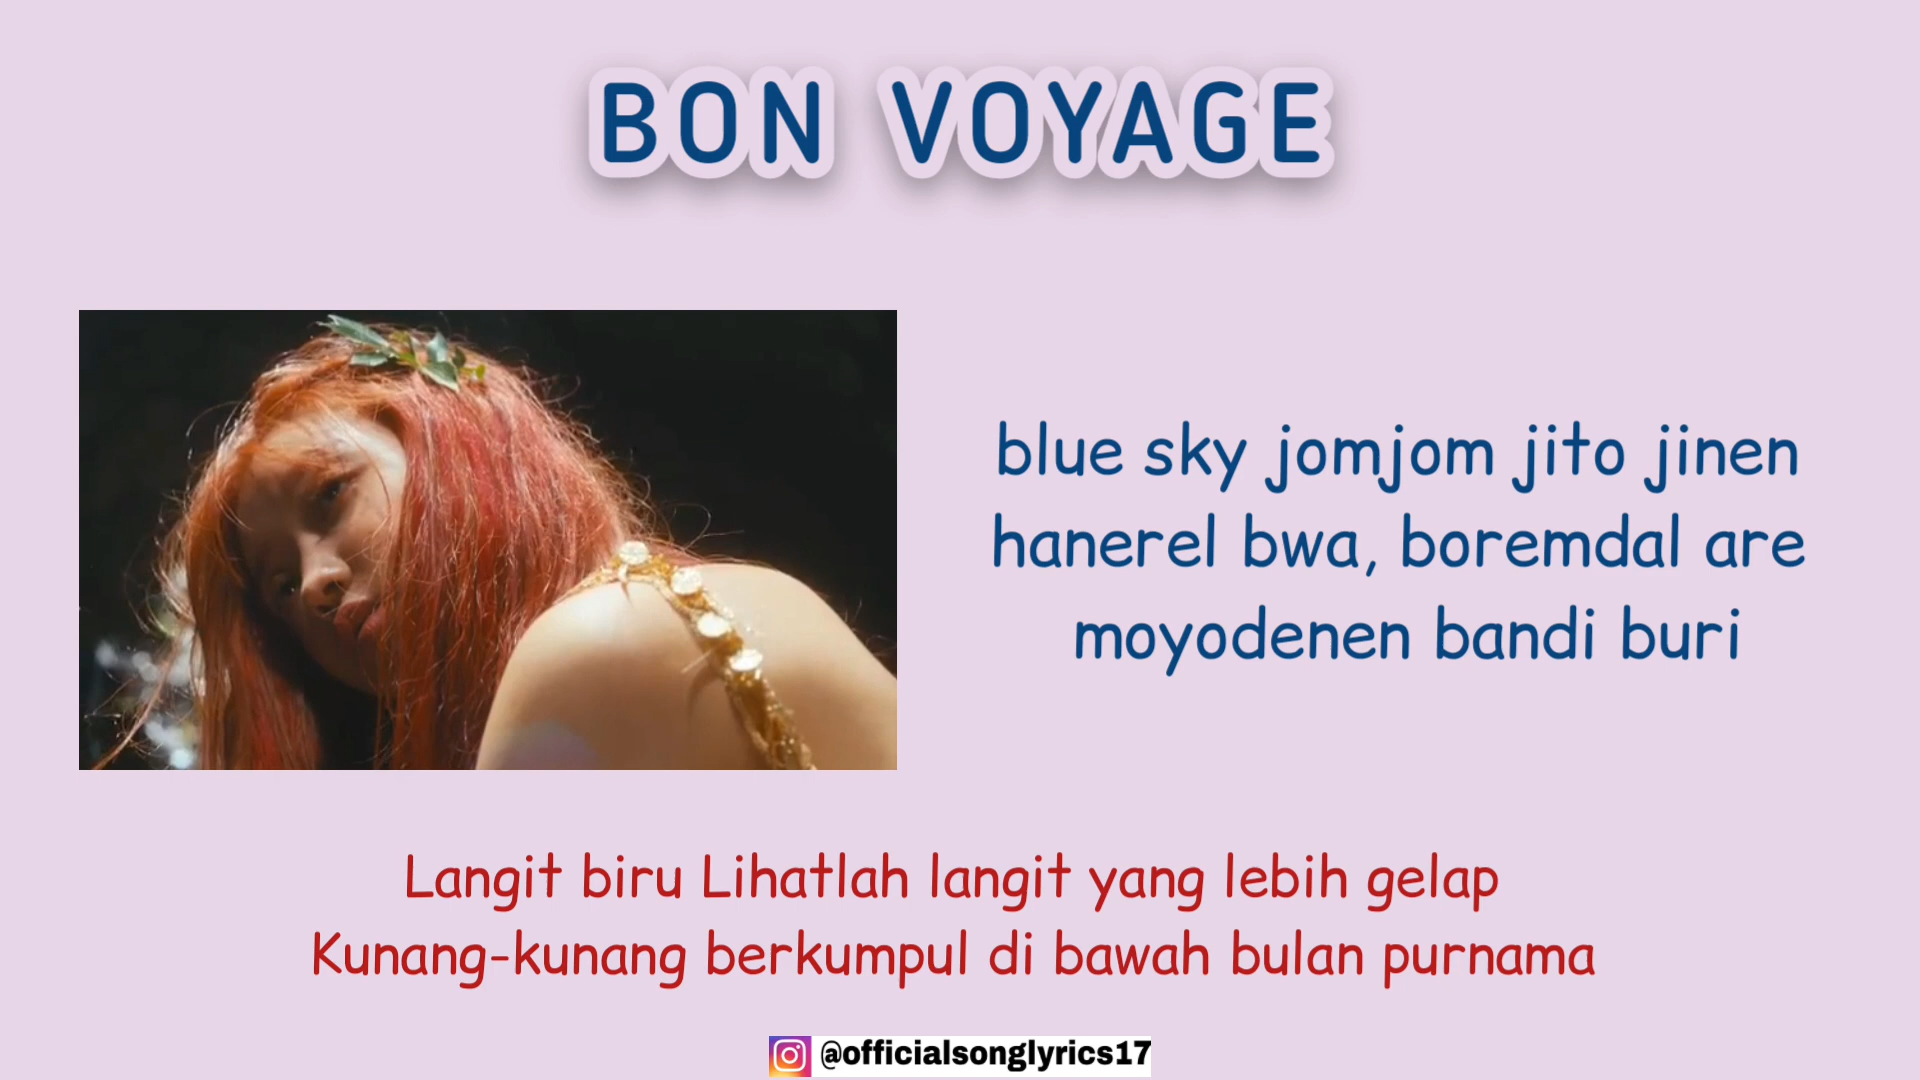 BON VOYAGE
blue sky jomjom jito jinen
hanerel bwa, boremdal are
moyodenen bandi buri
Langit biru Lihatlah langit yang lebih gelap
Kunang-kunang berkumpul di bawah bulan purnama
@officialsonglyrics17